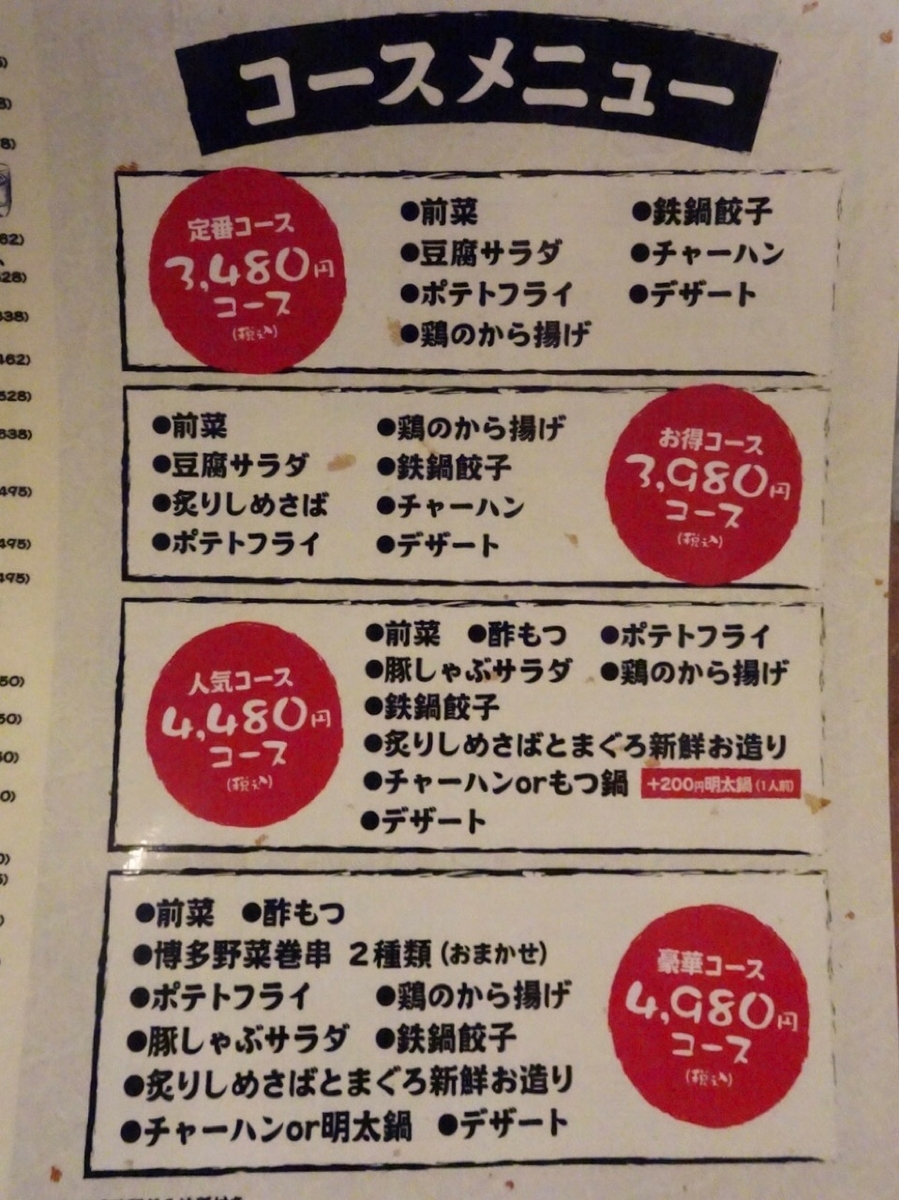 コースメニュー
定番コース
3,480円
コース
(税込)
●前菜
●豆腐サラダ
●ポテトフライ
●鶏のから揚げ
●鉄鍋餃子
●チャーハン
●デザート
●前菜
●豆腐サラダ
●炙りしめさば
●ポテトフライ
●鶏のから揚げ
●鉄鍋餃子
●チャーハン
●デザート
お得コース
3,980円
コース
(税込)
人気コース
4,480円
コース
(税込)
●前菜 ●酢もつ ●ポテトフライ
●豚しゃぶサラダ ●鶏のから揚げ
●鉄鍋餃子
●炙りしめさばとまぐろ新鮮お造り
●チャーハンorもつ鍋 +200円明太鍋(1人前)
●デザート
●前菜 ●酢もつ
●博多野菜巻串 2種類(おまかせ)
●ポテトフライ ●鶏のから揚げ
●豚しゃぶサラダ ●鉄鍋餃子
●炙りしめさばとまぐろ新鮮お造り
●チャーハンor明太鍋 ●デザート
豪華コース
4,980円
コース
(税込)